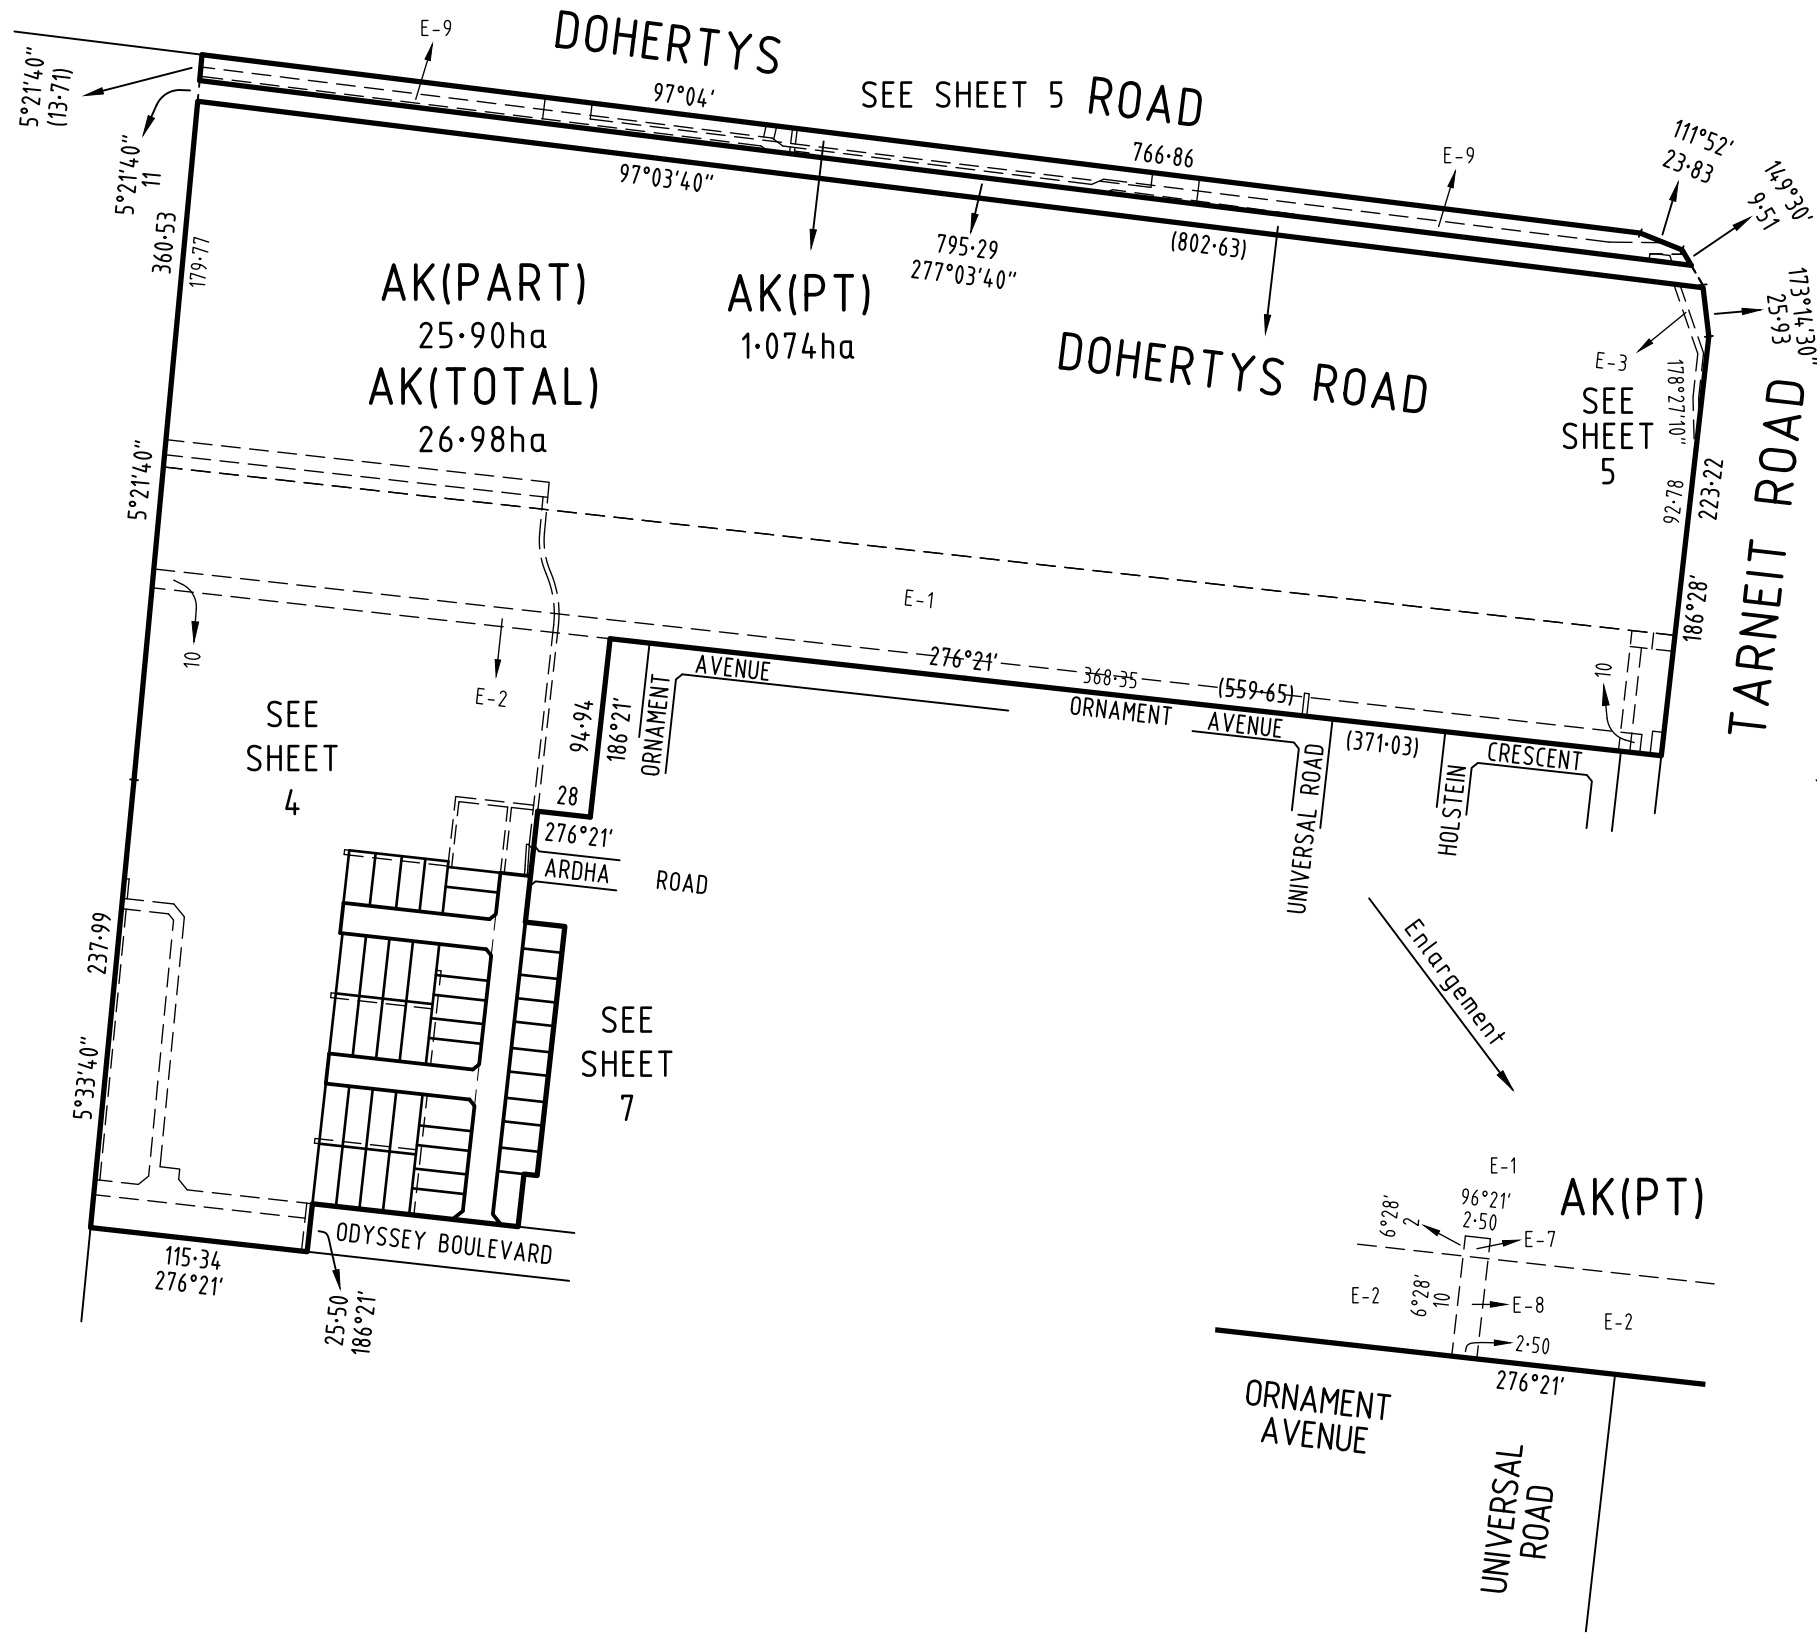 E-9
DOHERTYS
SEE SHEET 5 ROAD
97°04'
5°21'40"
(13·71)
5°21'40"
11
766·86
E-9
111°52'
23·83
149°30'
9·51
97°03'40"
360·53
179·77
795·29
277°03'40"
(802·63)
173°14'30"
25·93
AK(PART)
25·90ha
AK(TOTAL)
26·98ha
AK(PT)
1·074ha
DOHERTYS ROAD
E-3
SEE
SHEET
5
178°27'10"
92·78
223·22
TARNEIT ROAD
5°21'40"
E-1
186°28'
10
10
E-2
276°21'
368·35
(559·65)
AVENUE
ORNAMENT
ORNAMENT
AVENUE
(371·03)
CRESCENT
UNIVERSAL ROAD
HOLSTEIN
94·94
186°21'
SEE
SHEET
4
28
276°21'
ARDHA ROAD
237·99
5°33'40"
SEE
SHEET
7
Enlargement
ODYSSEY BOULEVARD
115·34
276°21'
25·50
186°21'
E-1
AK(PT)
96°21'
2·50
6°28'
2
E-7
E-2
6°28'
10
E-8
E-2
2·50
276°21'
ORNAMENT
AVENUE
UNIVERSAL
ROAD